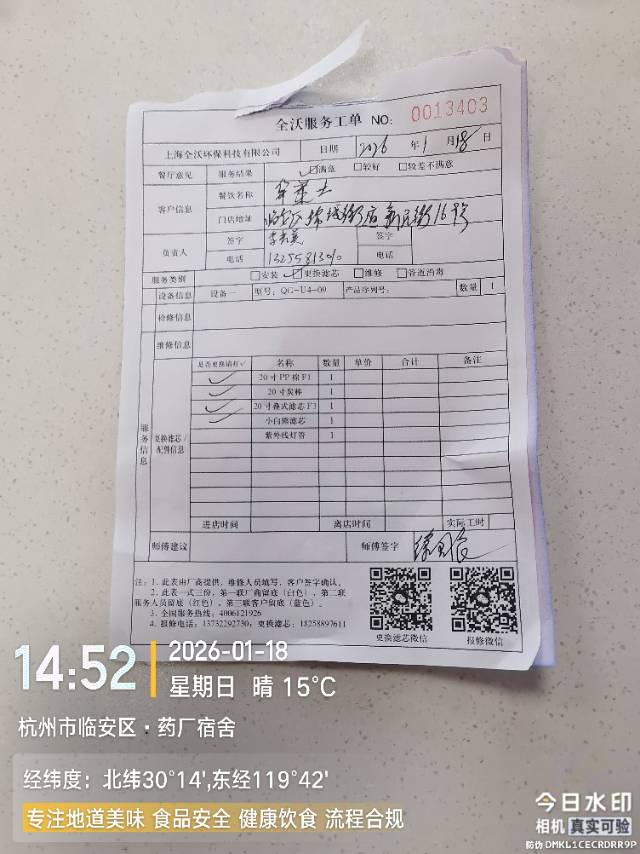 全沃服务工单 NO: 0013403
上海全沃环保科技有限公司 日期 2026 年 1 月 18 日
餐厅意见 服务结果 ☑满意 □较好 □较差不满意
客户信息 餐饮名称
门店地址 临安区锦城街道新民街16号
负责人 签字 签字
电话 电话
服务类别 □安装 ☑更换滤芯 □维修 □管道消毒
设备信息 设备一 型号: QG-U4-09 产品序列号: 数量 1
检修信息
维修信息
服务信息 更换滤芯/配件信息 是否更换请打✓ 名称 数量 单价 合计 备注
✓ 20寸PP棉F1 1
✓ 20寸炭棒 1
✓ 20寸叠式滤芯F3 1
✓ 小白熊滤芯 1
紫外线灯管 1
进店时间 离店时间 实际工时
师傅建议 师傅签字
注: 1. 此表由厂商提供, 维修人员填写, 客户签字确认。
2. 此表一式三份, 第一联厂商留底(白色), 第二联
服务人员留底(红色), 第三联客户留底(蓝色)。
3. 全国服务热线: 4006121926
4. 报修电话: 13732292730, 更换滤芯: 18258897611
更换滤芯微信 报修微信
14:52 2026-01-18
星期日 晴 15°C
杭州市临安区·药厂宿舍
经纬度: 北纬30°14',东经119°42'
专注地道美味 食品安全 健康饮食 流程合规
今日水印
相机 真实可验
防伪 DMKL1CECRDRR9P